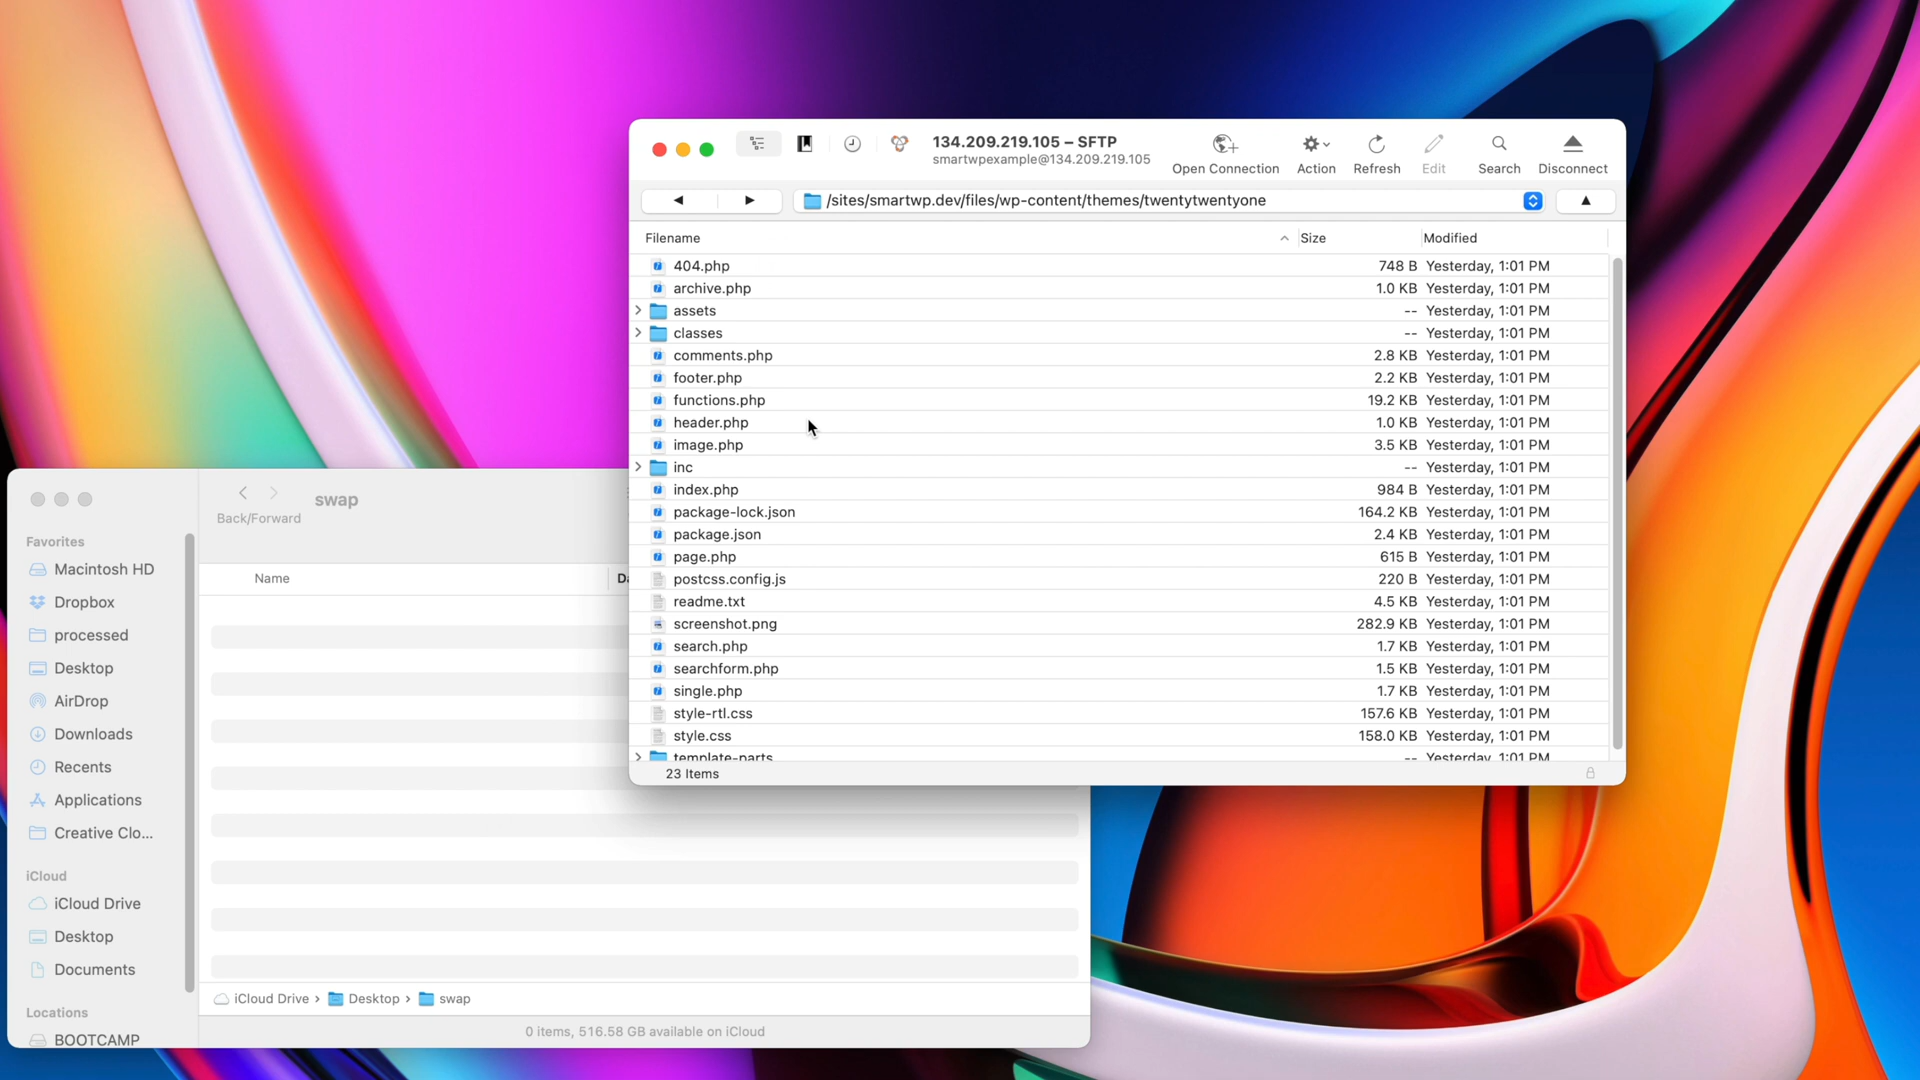 134.209.219.105 – SFTP
smartwpexample@134.209.219.105
Open Connection
Action
Refresh
Edit
Search
Disconnect
/sites/smartwp.dev/files/wp-content/themes/twentytwentyone
Filename Size Modified
404.php 748 B Yesterday, 1:01 PM
archive.php 1.0 KB Yesterday, 1:01 PM
assets -- Yesterday, 1:01 PM
classes -- Yesterday, 1:01 PM
comments.php 2.8 KB Yesterday, 1:01 PM
footer.php 2.2 KB Yesterday, 1:01 PM
functions.php 19.2 KB Yesterday, 1:01 PM
header.php 1.0 KB Yesterday, 1:01 PM
image.php 3.5 KB Yesterday, 1:01 PM
inc -- Yesterday, 1:01 PM
index.php 984 B Yesterday, 1:01 PM
package-lock.json 164.2 KB Yesterday, 1:01 PM
package.json 2.4 KB Yesterday, 1:01 PM
page.php 615 B Yesterday, 1:01 PM
postcss.config.js 220 B Yesterday, 1:01 PM
readme.txt 4.5 KB Yesterday, 1:01 PM
screenshot.png 282.9 KB Yesterday, 1:01 PM
search.php 1.7 KB Yesterday, 1:01 PM
searchform.php 1.5 KB Yesterday, 1:01 PM
single.php 1.7 KB Yesterday, 1:01 PM
style-rtl.css 157.6 KB Yesterday, 1:01 PM
style.css 158.0 KB Yesterday, 1:01 PM
template-parts -- Yesterday, 1:01 PM
23 Items
swap
Back/Forward
Favorites
Macintosh HD
Dropbox
processed
Desktop
AirDrop
Downloads
Recents
Applications
Creative Clo...
iCloud
iCloud Drive
Desktop
Documents
Locations
BOOTCAMP
Name
iCloud Drive › Desktop › swap
0 items, 516.58 GB available on iCloud